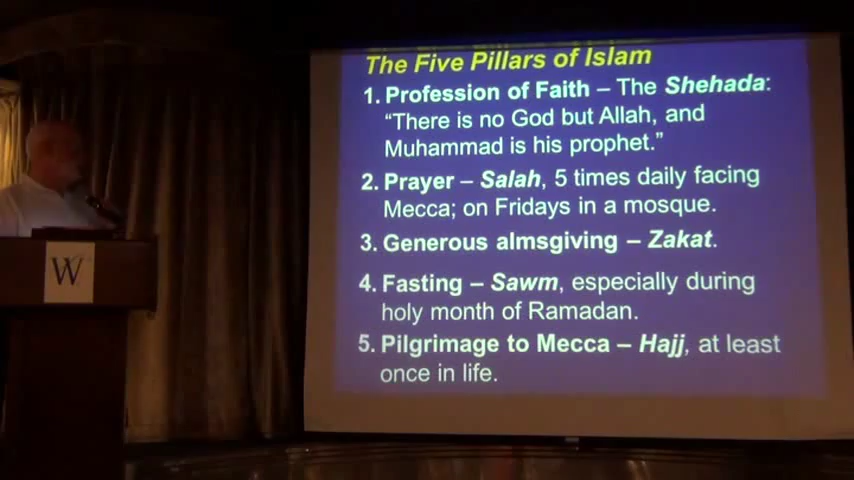 The Five Pillars of Islam
1. Profession of Faith – The Shehada:
“There is no God but Allah, and
Muhammad is his prophet.”
2. Prayer – Salah, 5 times daily facing
Mecca; on Fridays in a mosque.
3. Generous almsgiving – Zakat.
4. Fasting – Sawm, especially during
holy month of Ramadan.
5. Pilgrimage to Mecca – Hajj, at least
once in life.
W